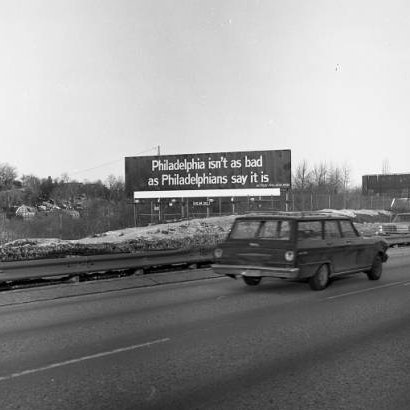 Philadelphia isn't as bad
as Philadelphians say it is